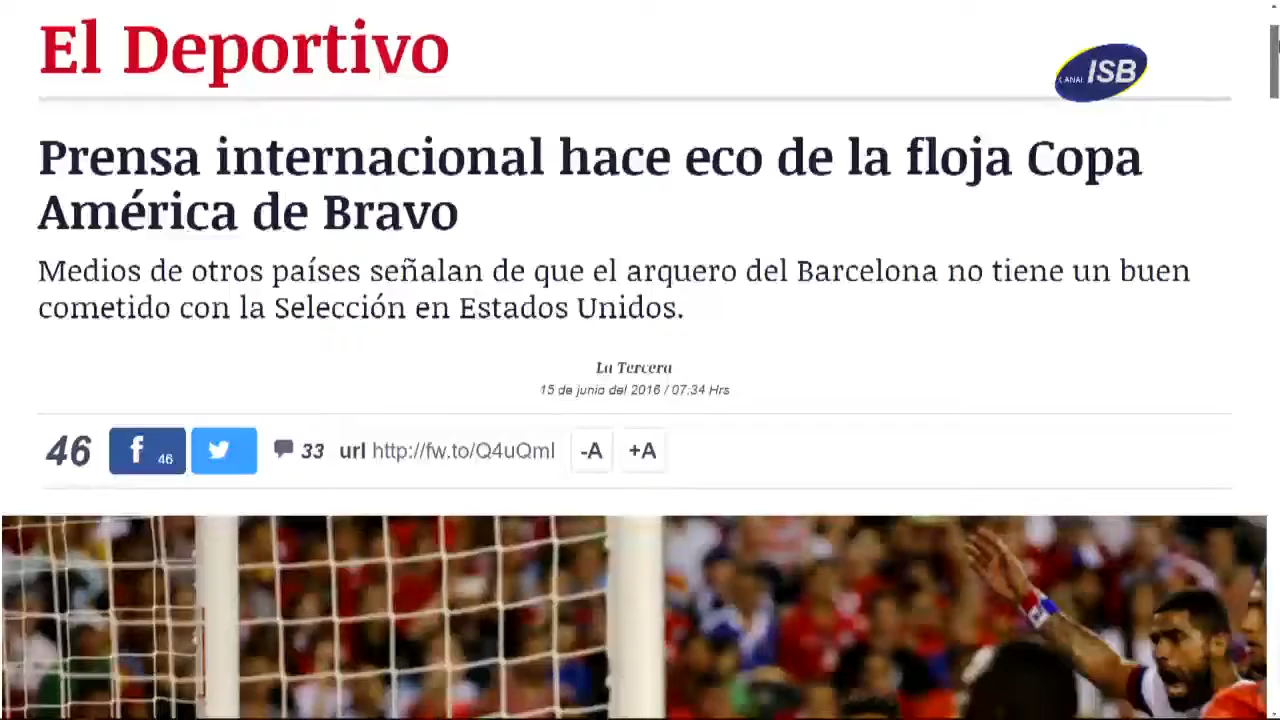 El Deportivo
CANAL ISB
Prensa internacional hace eco de la floja Copa
América de Bravo
Medios de otros países señalan de que el arquero del Barcelona no tiene un buen
cometido con la Selección en Estados Unidos.
La Tercera
15 de junio del 2016 / 07:34 Hrs
46 f 46 33 url http://fw.to/Q4uQmI -A +A